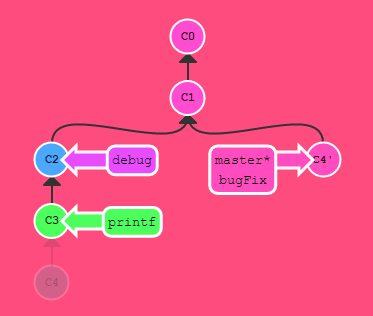 C0
C1
C2
debug
master*
bugFix
C4'
C3
printf
C4